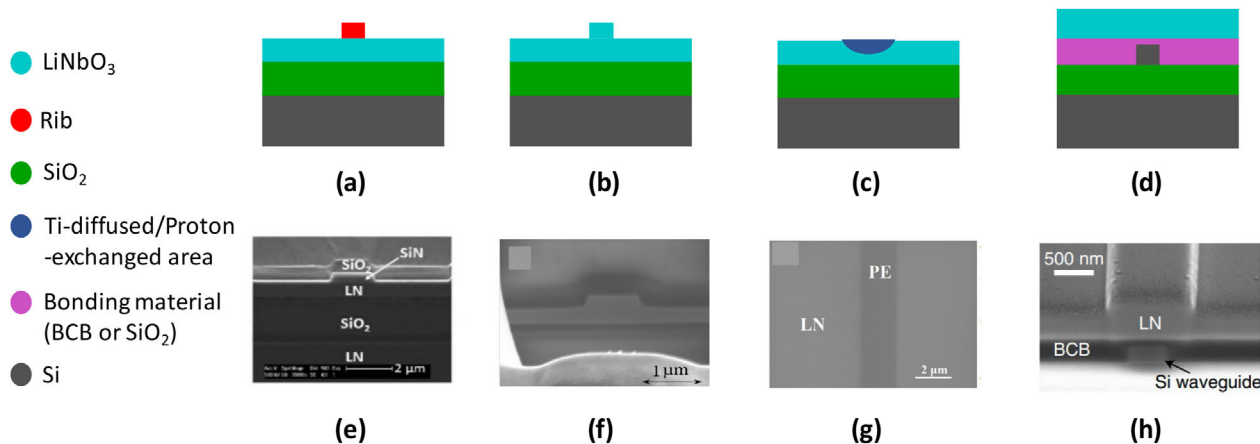 LiNbO₃
Rib
SiO₂
Ti-diffused/Proton
-exchanged area
Bonding material
(BCB or SiO₂)
Si
(a)
(b)
(c)
(d)
SiN
SiO₂
LN
SiO₂
LN
2 μm
1 μm
PE
LN
2 μm
500 nm
LN
BCB
Si waveguide
(e)
(f)
(g)
(h)